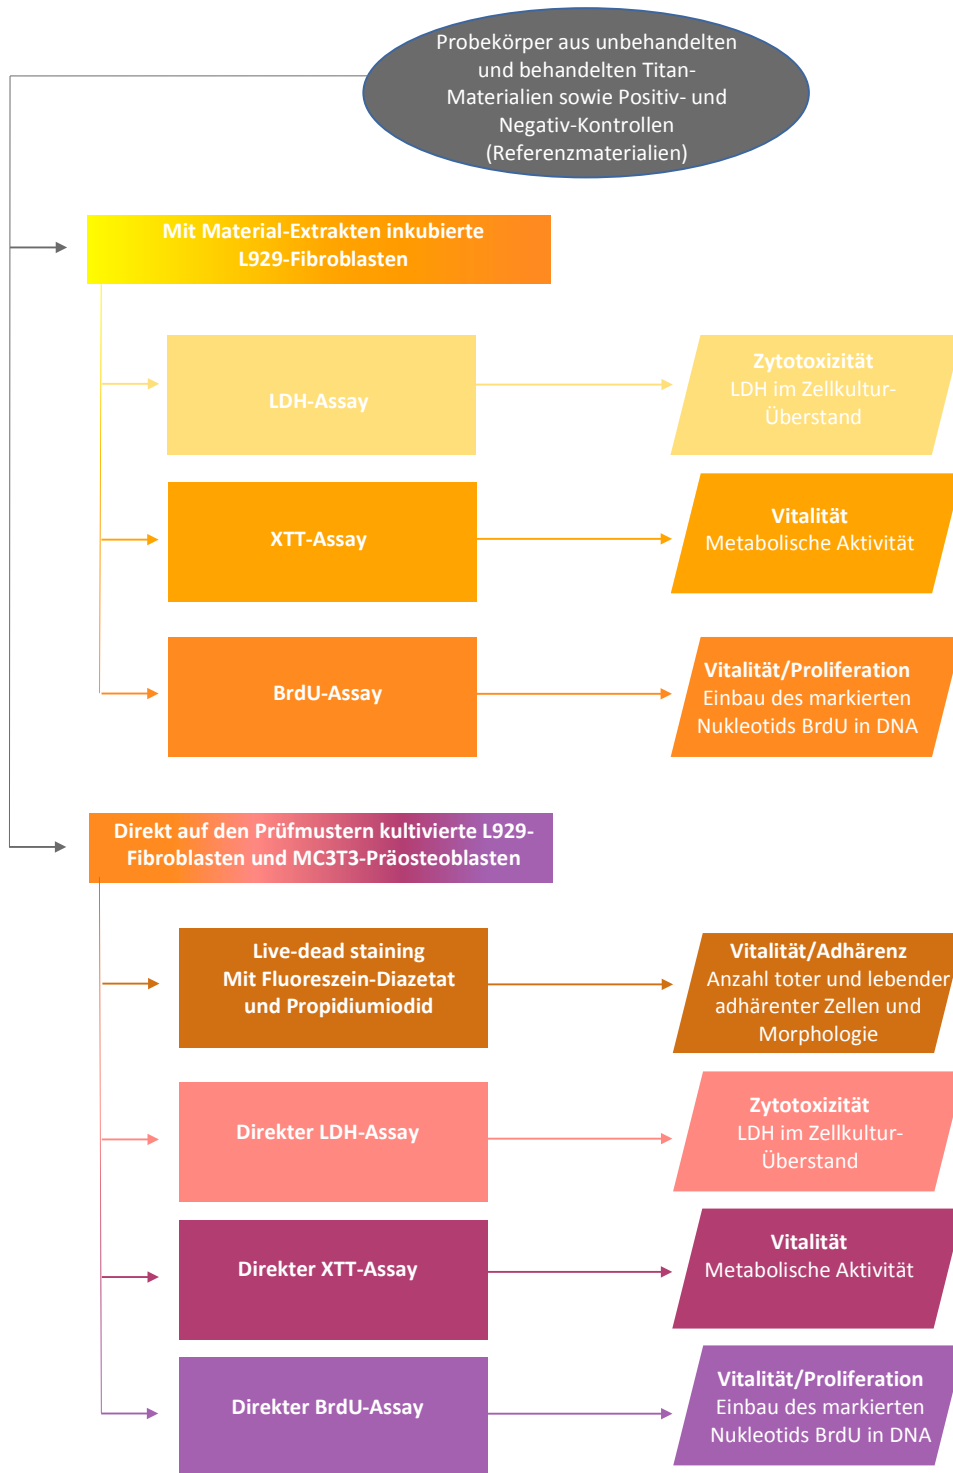 Probekörper aus unbehandelten
und behandelten Titan-
Materialien sowie Positiv- und
Negativ-Kontrollen
(Referenzmaterialien)
Mit Material-Extrakten inkubierte
L929-Fibroblasten
LDH-Assay
Zytotoxizität
LDH im Zellkultur-
Überstand
XTT-Assay
Vitalität
Metabolische Aktivität
BrdU-Assay
Vitalität/Proliferation
Einbau des markierten
Nukleotids BrdU in DNA
Direkt auf den Prüfmustern kultivierte L929-
Fibroblasten und MC3T3-Präosteoblasten
Live-dead staining
Mit Fluoreszein-Diazetat
und Propidiumiodid
Vitalität/Adhärenz
Anzahl toter und lebender
adhärenter Zellen und
Morphologie
Direkter LDH-Assay
Zytotoxizität
LDH im Zellkultur-
Überstand
Direkter XTT-Assay
Vitalität
Metabolische Aktivität
Direkter BrdU-Assay
Vitalität/Proliferation
Einbau des markierten
Nukleotids BrdU in DNA